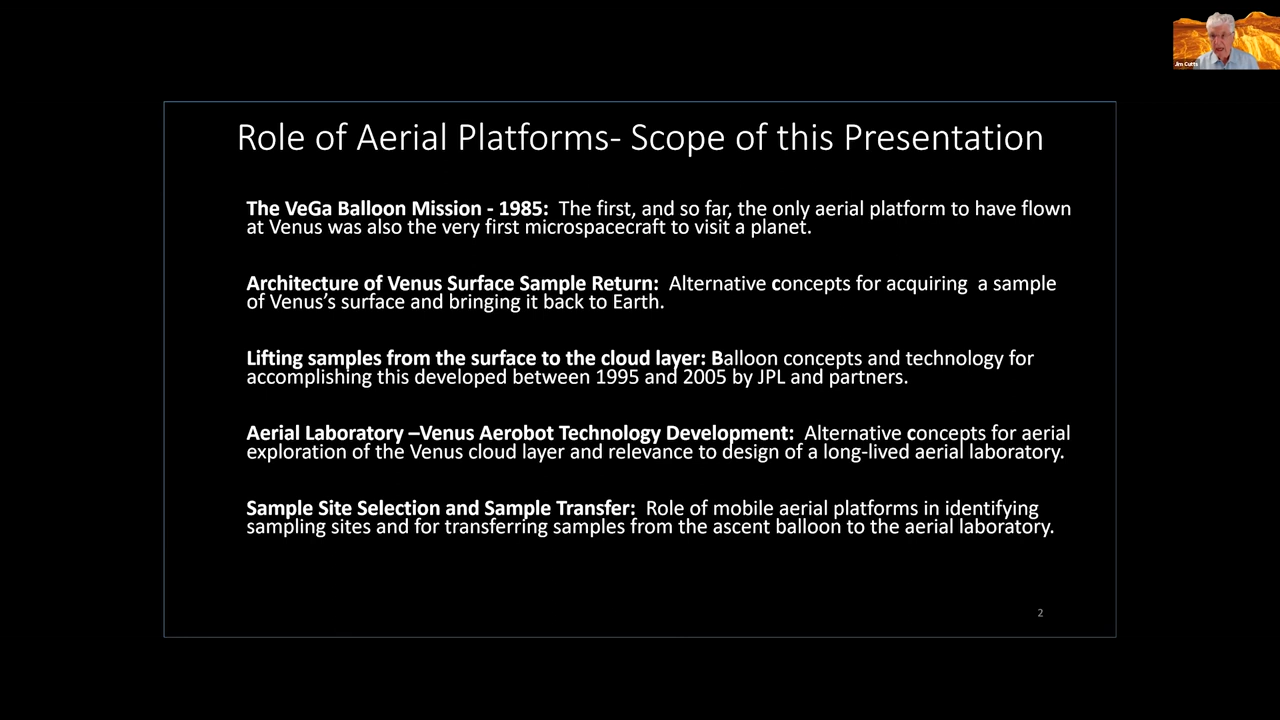 Jim Cutts
Role of Aerial Platforms- Scope of this Presentation
The VeGa Balloon Mission - 1985:  The first, and so far, the only aerial platform to have flown
at Venus was also the very first microspacecraft to visit a planet.
Architecture of Venus Surface Sample Return:  Alternative concepts for acquiring  a sample
of Venus’s surface and bringing it back to Earth.
Lifting samples from the surface to the cloud layer: Balloon concepts and technology for
accomplishing this developed between 1995 and 2005 by JPL and partners.
Aerial Laboratory –Venus Aerobot Technology Development:  Alternative concepts for aerial
exploration of the Venus cloud layer and relevance to design of a long-lived aerial laboratory.
Sample Site Selection and Sample Transfer:  Role of mobile aerial platforms in identifying
sampling sites and for transferring samples from the ascent balloon to the aerial laboratory.
2